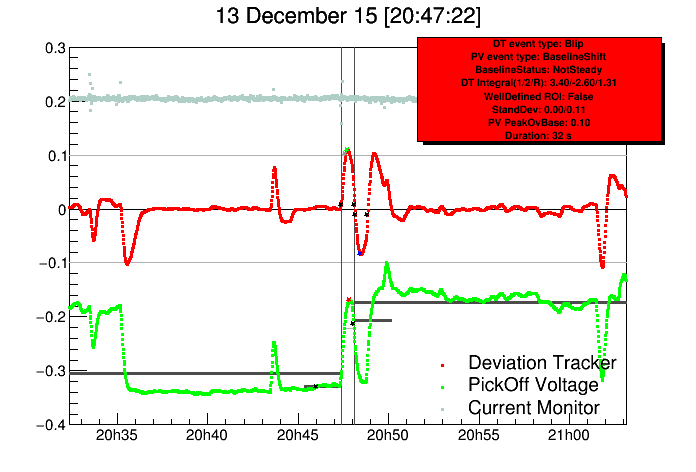 13 December 15 [20:47:22]
DT event type: Blip
PV event type: BaselineShift
BaselineStatus: NotSteady
DT Integral(1/2/R): 3.40/-2.60/1.31
WellDefined ROI: False
StandDev: 0.00/0.11
PV PeakOvBase: 0.10
Duration: 32 s
0.3
0.2
0.1
0
−0.1
−0.2
−0.3
−0.4
Deviation Tracker
PickOff Voltage
Current Monitor
20h35 20h40 20h45 20h50 20h55 21h00